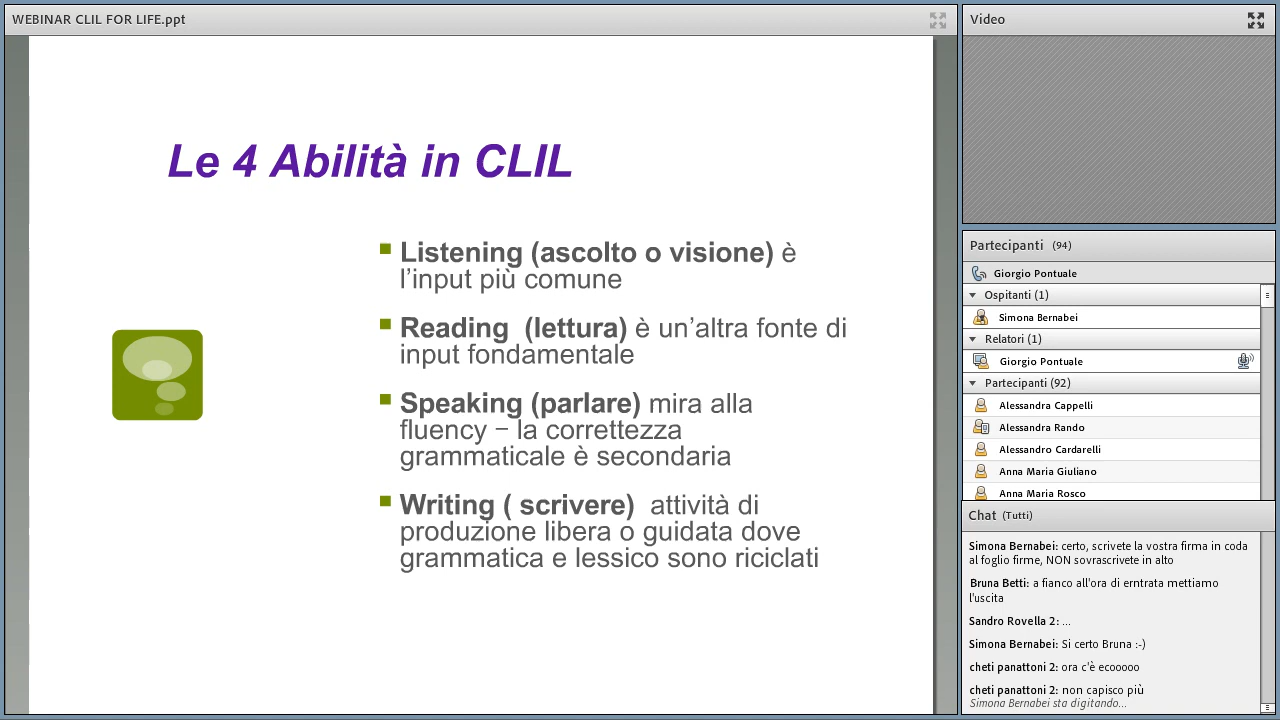 WEBINAR CLIL FOR LIFE.ppt
Le 4 Abilità in CLIL
Listening (ascolto o visione) è
l’input più comune
Reading (lettura) è un’altra fonte di
input fondamentale
Speaking (parlare) mira alla
fluency – la correttezza
grammaticale è secondaria
Writing ( scrivere) attività di
produzione libera o guidata dove
grammatica e lessico sono riciclati
Video
Partecipanti (94)
Giorgio Pontuale
Ospitanti (1)
Simona Bernabei
Relatori (1)
Giorgio Pontuale
Partecipanti (92)
Alessandra Cappelli
Alessandra Rando
Alessandro Cardarelli
Anna Maria Giuliano
Anna Maria Rosco
Chat (Tutti)
Simona Bernabei: certo, scrivete la vostra firma in coda
al foglio firme, NON sovrascrivete in alto
Bruna Betti: a fianco all'ora di erntrata mettiamo
l'uscita
Sandro Rovella 2: ...
Simona Bernabei: Si certo Bruna :-)
cheti panattoni 2: ora c'è ecooooo
cheti panattoni 2: non capisco più
Simona Bernabei sta digitando...